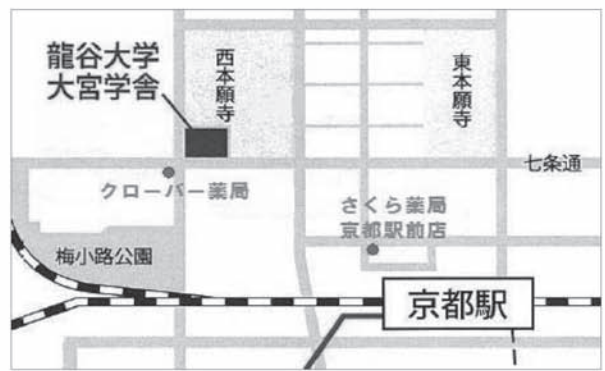 龍谷大学
大宮学舎
西本願寺
東本願寺
七条通
クローバー薬局
さくら薬局
京都駅前店
梅小路公園
京都駅